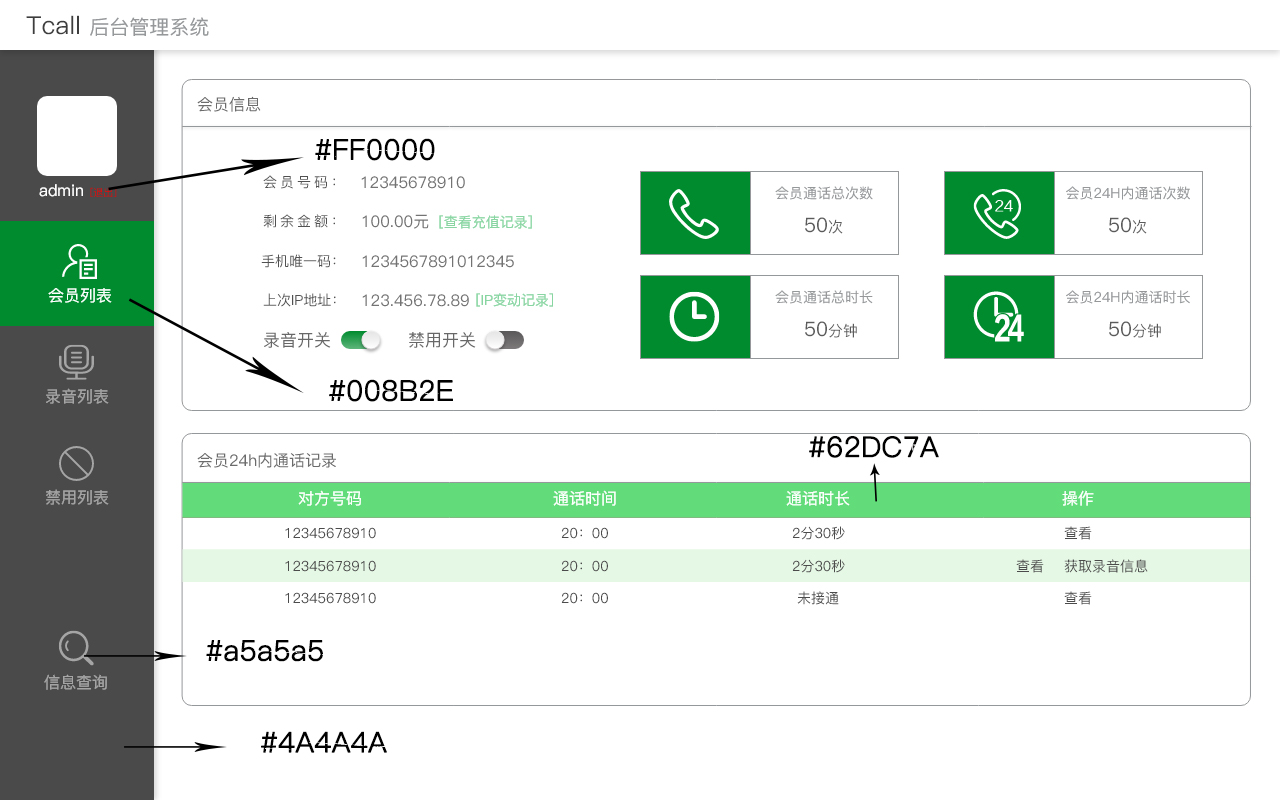 Tcall 后台管理系统
admin
会员列表
录音列表
禁用列表
信息查询
会员信息
#FF0000
会员号码： 12345678910
剩余金额： 100.00元 [查看充值记录]
手机唯一码： 1234567891012345
上次IP地址： 123.456.78.89 [IP变动记录]
录音开关 禁用开关
#008B2E
会员通话总次数
50次
24
会员24H内通话次数
50次
会员通话总时长
50分钟
24
会员24H内通话时长
50分钟
#62DC7A
会员24h内通话记录
对方号码 通话时间 通话时长 操作
12345678910 20：00 2分30秒 查看
12345678910 20：00 2分30秒 查看 获取录音信息
12345678910 20：00 未接通 查看
#a5a5a5
#4A4A4A